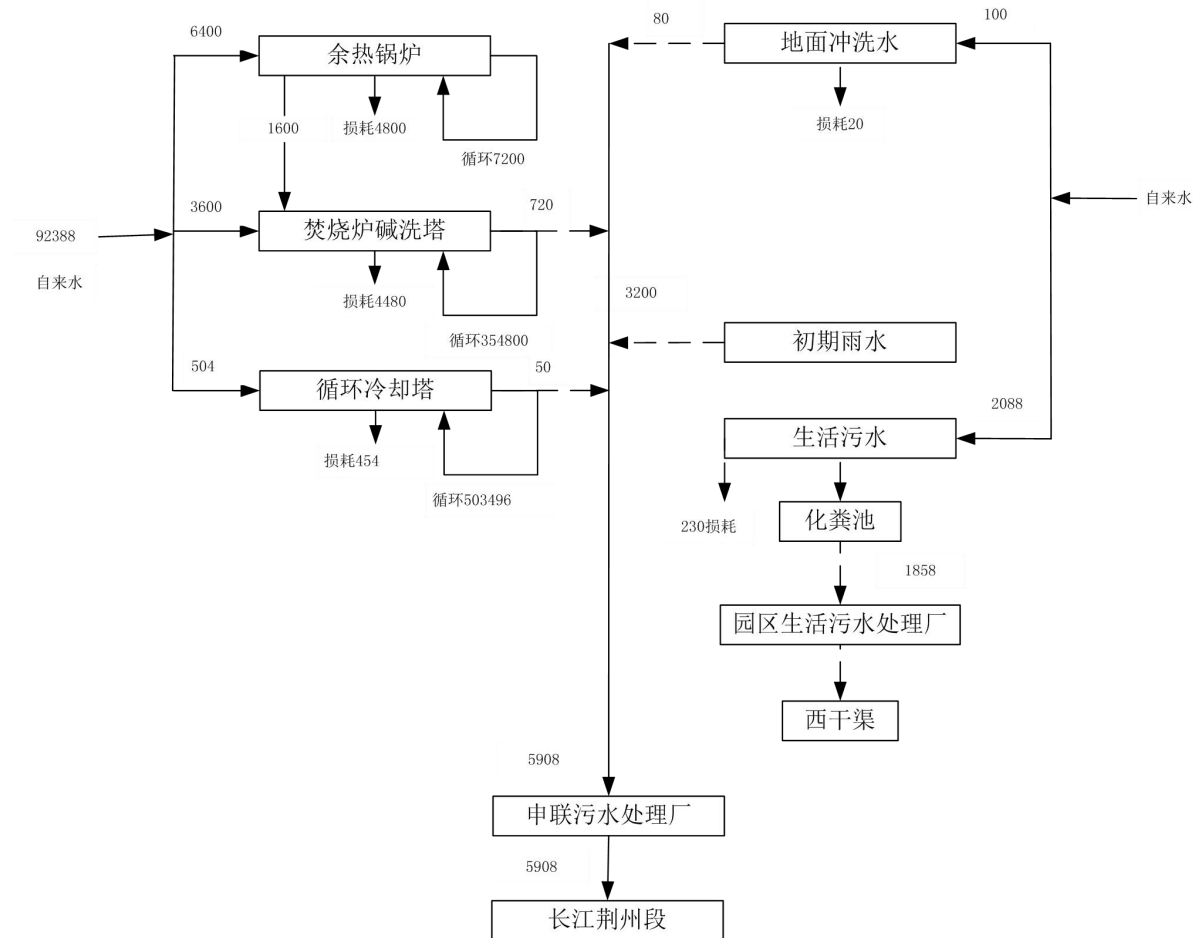 6400
余热锅炉
80
地面冲洗水
100
1600
损耗4800
循环7200
损耗20
3600
焚烧炉碱洗塔
720
自来水
92388
自来水
损耗4480
循环354800
3200
初期雨水
504
循环冷却塔
50
2088
生活污水
损耗454
循环503496
230损耗
化粪池
1858
园区生活污水处理厂
西干渠
5908
申联污水处理厂
5908
长江荆州段